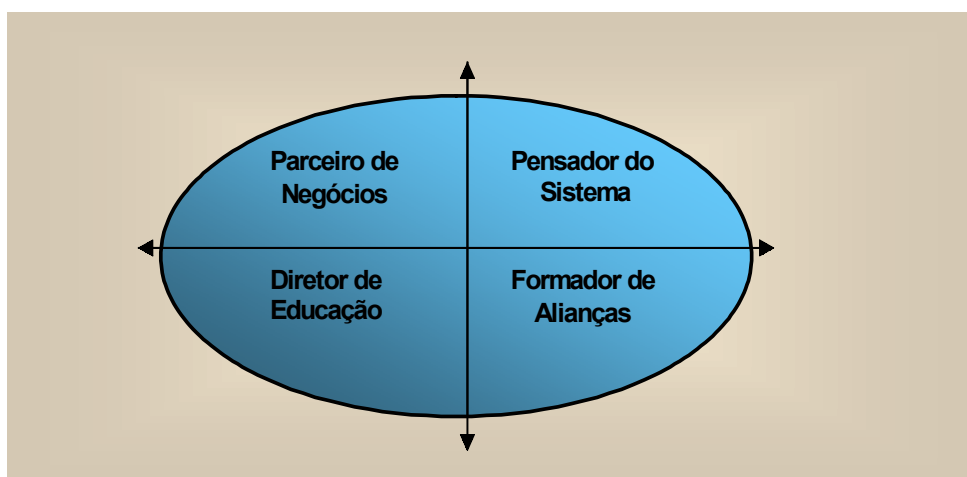 Parceiro de
Negócios
Pensador do
Sistema
Diretor de
Educação
Formador de
Alianças